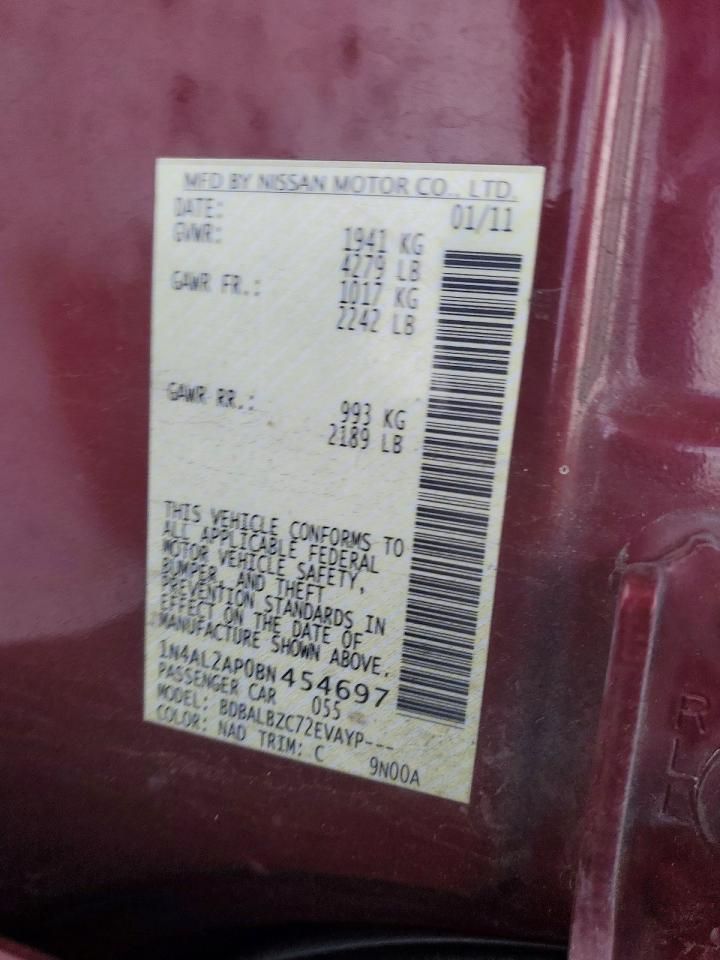 MFD BY NISSAN MOTOR CO., LTD.
DATE: 01/11
GVWR: 1941 KG
4279 LB
GAWR FR.: 1017 KG
2242 LB
GAWR RR.: 993 KG
2189 LB
THIS VEHICLE CONFORMS TO
ALL APPLICABLE FEDERAL
MOTOR VEHICLE SAFETY,
BUMPER, AND THEFT
PREVENTION STANDARDS IN
EFFECT ON THE DATE OF
MANUFACTURE SHOWN ABOVE.
1N4AL2AP0BN454697
PASSENGER CAR 055
MODEL: BDBALBZC72EVAYP---
COLOR: NAD TRIM: C 9N00A